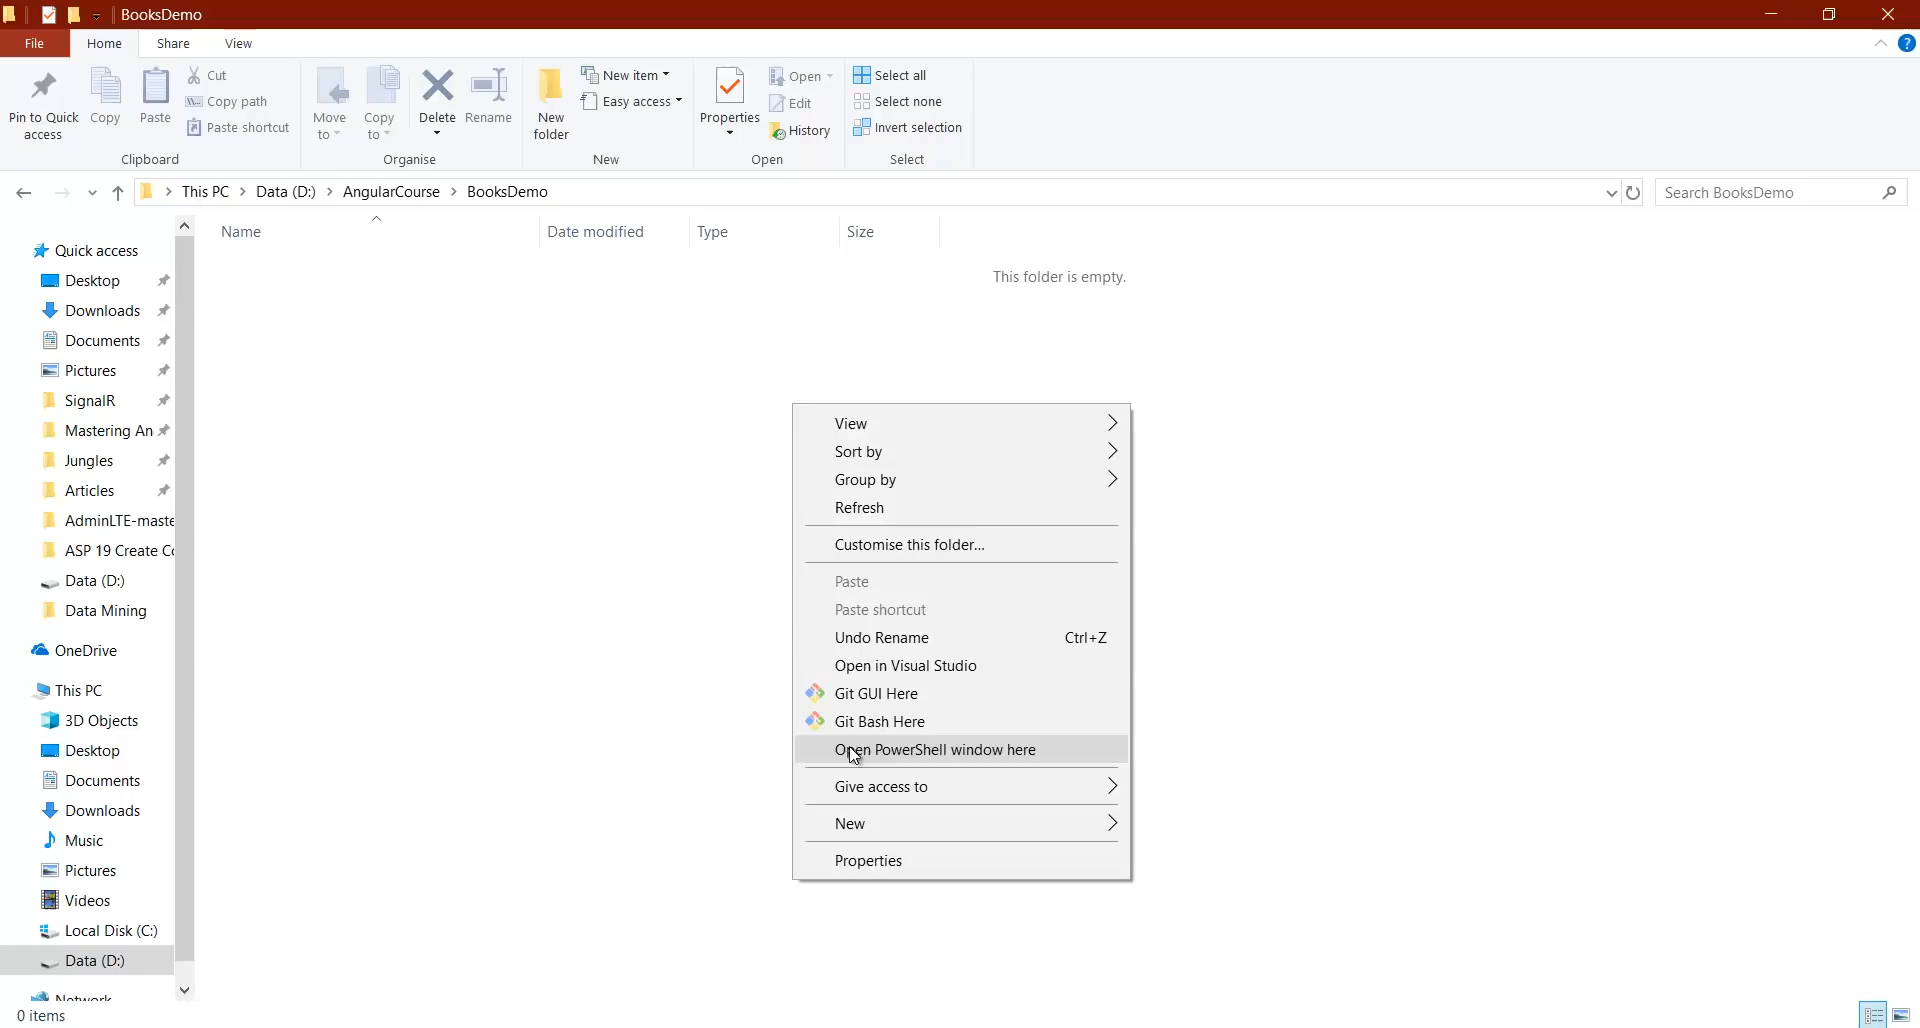 BooksDemo
File Home Share View
Pin to Quick access
Copy
Paste
Cut
Copy path
Paste shortcut
Clipboard
Move to
Copy to
Delete
Rename
Organise
New folder
New item
Easy access
New
Properties
Open
Edit
History
Open
Select all
Select none
Invert selection
Select
This PC > Data (D:) > AngularCourse > BooksDemo
Search BooksDemo
Name Date modified Type Size
This folder is empty.
Quick access
Desktop
Downloads
Documents
Pictures
SignalR
Mastering An
Jungles
Articles
AdminLTE-maste
ASP 19 Create Co
Data (D:)
Data Mining
OneDrive
This PC
3D Objects
Desktop
Documents
Downloads
Music
Pictures
Videos
Local Disk (C:)
Data (D:)
Network
View
Sort by
Group by
Refresh
Customise this folder...
Paste
Paste shortcut
Undo Rename Ctrl+Z
Open in Visual Studio
Git GUI Here
Git Bash Here
Open PowerShell window here
Give access to
New
Properties
0 items